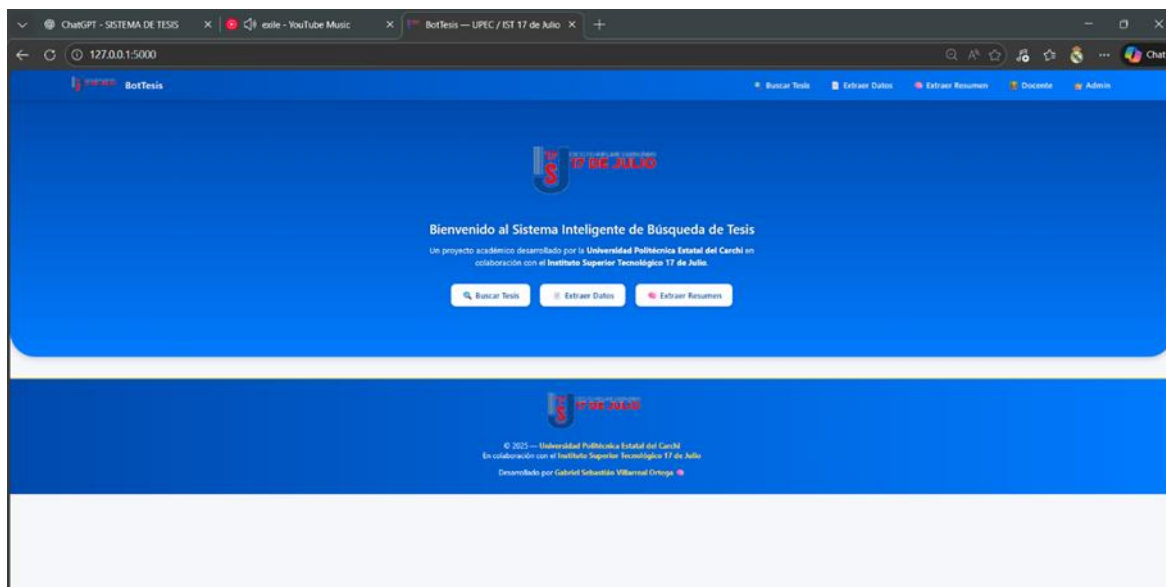 ChatGPT - SISTEMA DE TESIS
exile - YouTube Music
BotTesis — UPEC / IST 17 de Julio
127.0.0.1:5000
Chat
BotTesis
Buscar Tesis
Extraer Datos
Extraer Resumen
Docente
Admin
17 DE JULIO
Bienvenido al Sistema Inteligente de Búsqueda de Tesis
Un proyecto académico desarrollado por la Universidad Politécnica Estatal del Carchi en
colaboración con el Instituto Superior Tecnológico 17 de Julio.
Buscar Tesis
Extraer Datos
Extraer Resumen
17 DE JULIO
© 2025 — Universidad Politécnica Estatal del Carchi
En colaboración con el Instituto Superior Tecnológico 17 de Julio
Desarrollado por Gabriel Sebastián Villarreal Ortega